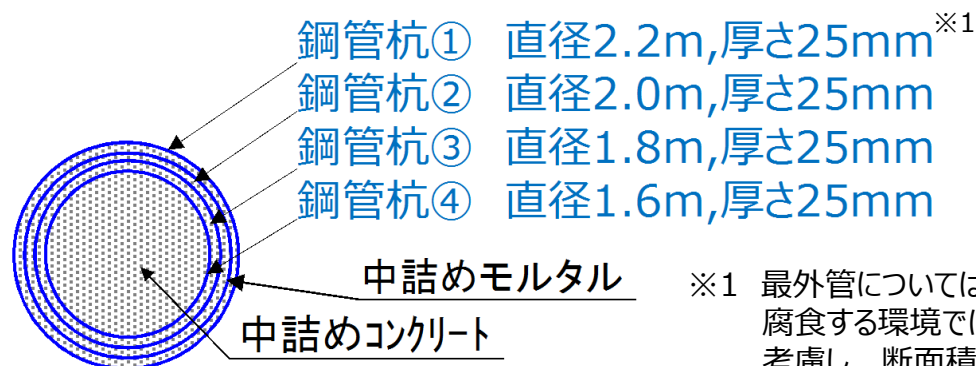 鋼管杭① 直径2.2m,厚さ25mm※1
鋼管杭② 直径2.0m,厚さ25mm
鋼管杭③ 直径1.8m,厚さ25mm
鋼管杭④ 直径1.6m,厚さ25mm
中詰めモルタル
中詰めコンクリート
※1 最外管については
腐食する環境では
考慮し、断面積